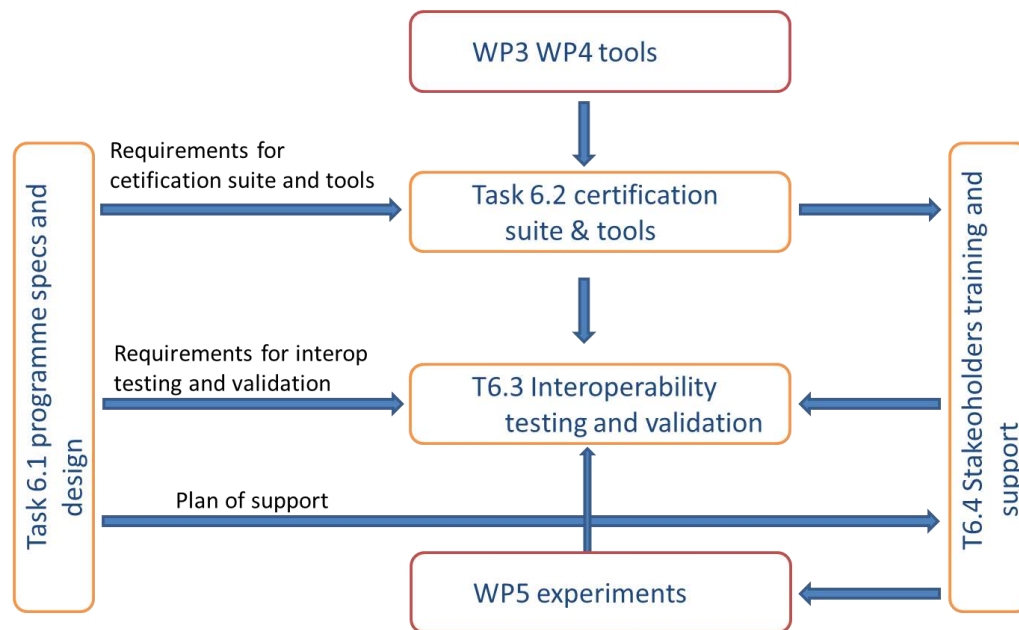 WP3 WP4 tools
Requirements for
cetification suite and tools
Task 6.2 certification
suite & tools
Task 6.1 programme specs and
design
Requirements for interop
testing and validation
T6.3 Interoperability
testing and validation
T6.4 Stakeoholders training and
support
Plan of support
WP5 experiments